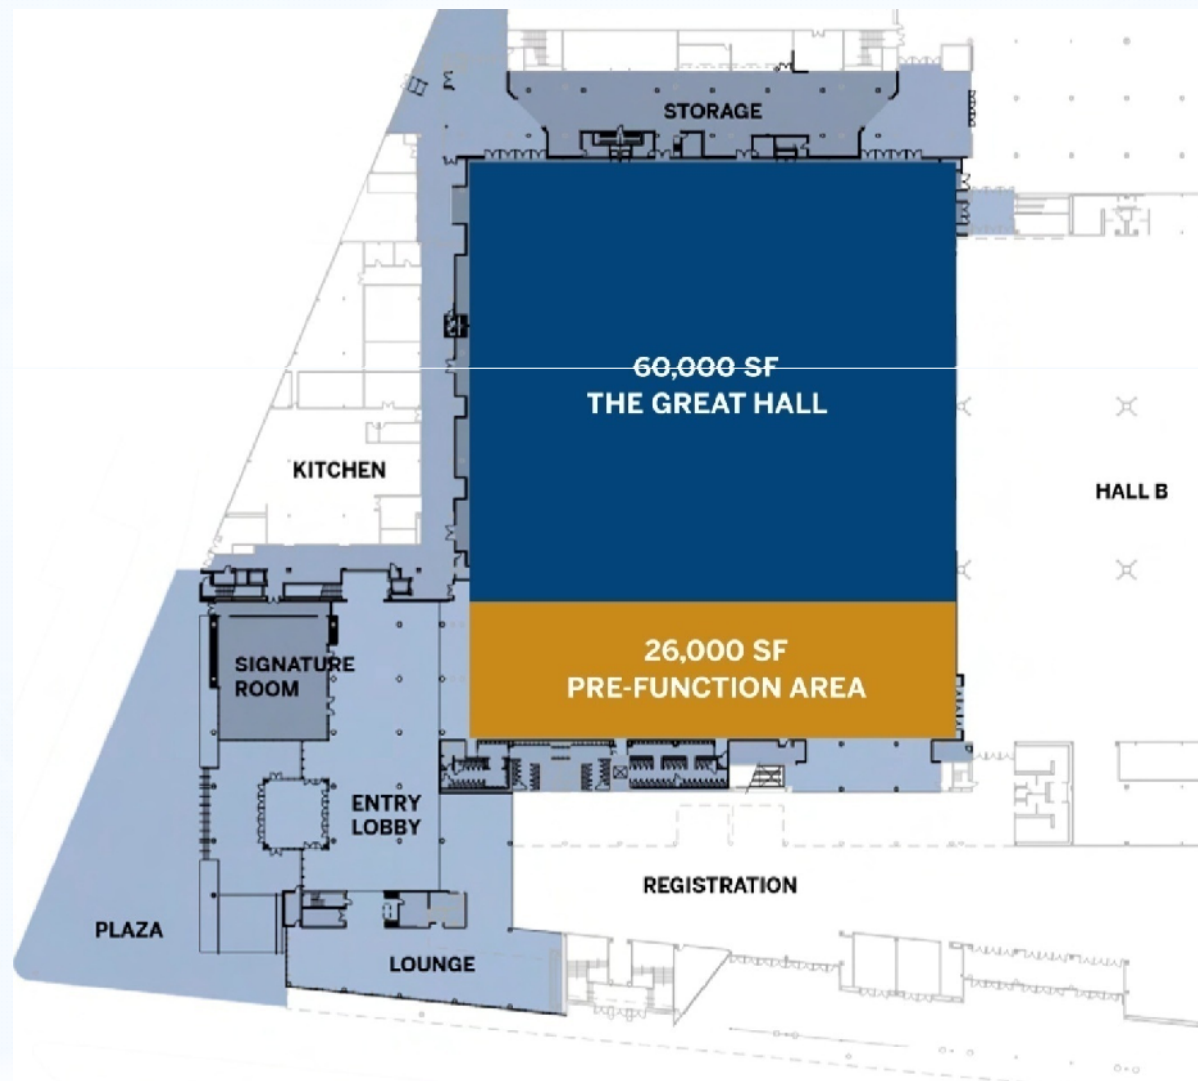 STORAGE
60,000 SF
THE GREAT HALL
KITCHEN
HALL B
26,000 SF
PRE-FUNCTION AREA
SIGNATURE
ROOM
ENTRY
LOBBY
REGISTRATION
PLAZA
LOUNGE